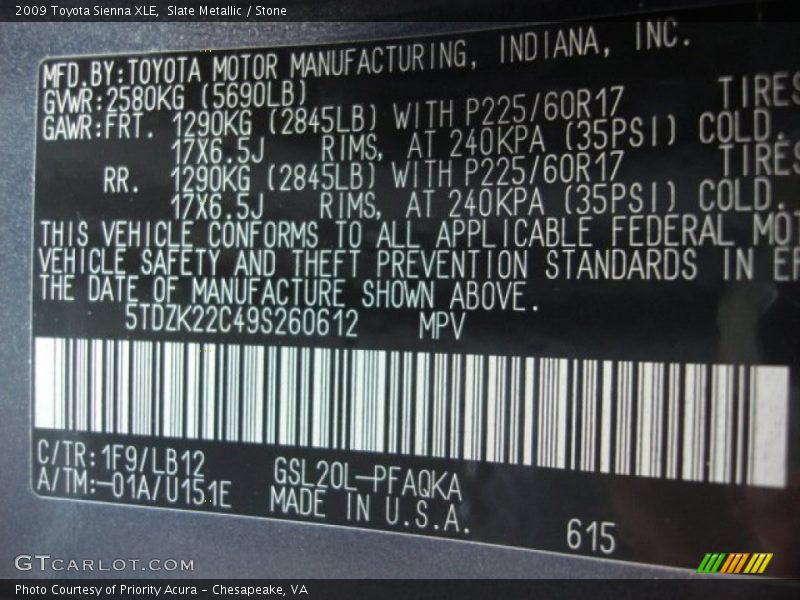 2009 Toyota Sienna XLE,  Slate Metallic / Stone
MFD.BY:TOYOTA MOTOR MANUFACTURING, INDIANA, INC.
GVWR:2580KG (5690LB)
GAWR:FRT. 1290KG (2845LB) WITH P225/60R17 TIRES
17X6.5J RIMS, AT 240KPA (35PSI) COLD.
RR. 1290KG (2845LB) WITH P225/60R17 TIRES
17X6.5J RIMS, AT 240KPA (35PSI) COLD.
THIS VEHICLE CONFORMS TO ALL APPLICABLE FEDERAL MOT
VEHICLE SAFETY AND THEFT PREVENTION STANDARDS IN EF
THE DATE OF MANUFACTURE SHOWN ABOVE.
5TDZK22C49S260612 MPV
C/TR:1F9/LB12 GSL20L-PFAQKA
A/TM:-01A/U151E MADE IN U.S.A.
615
GTCARLOT.COM
Photo Courtesy of Priority Acura – Chesapeake, VA